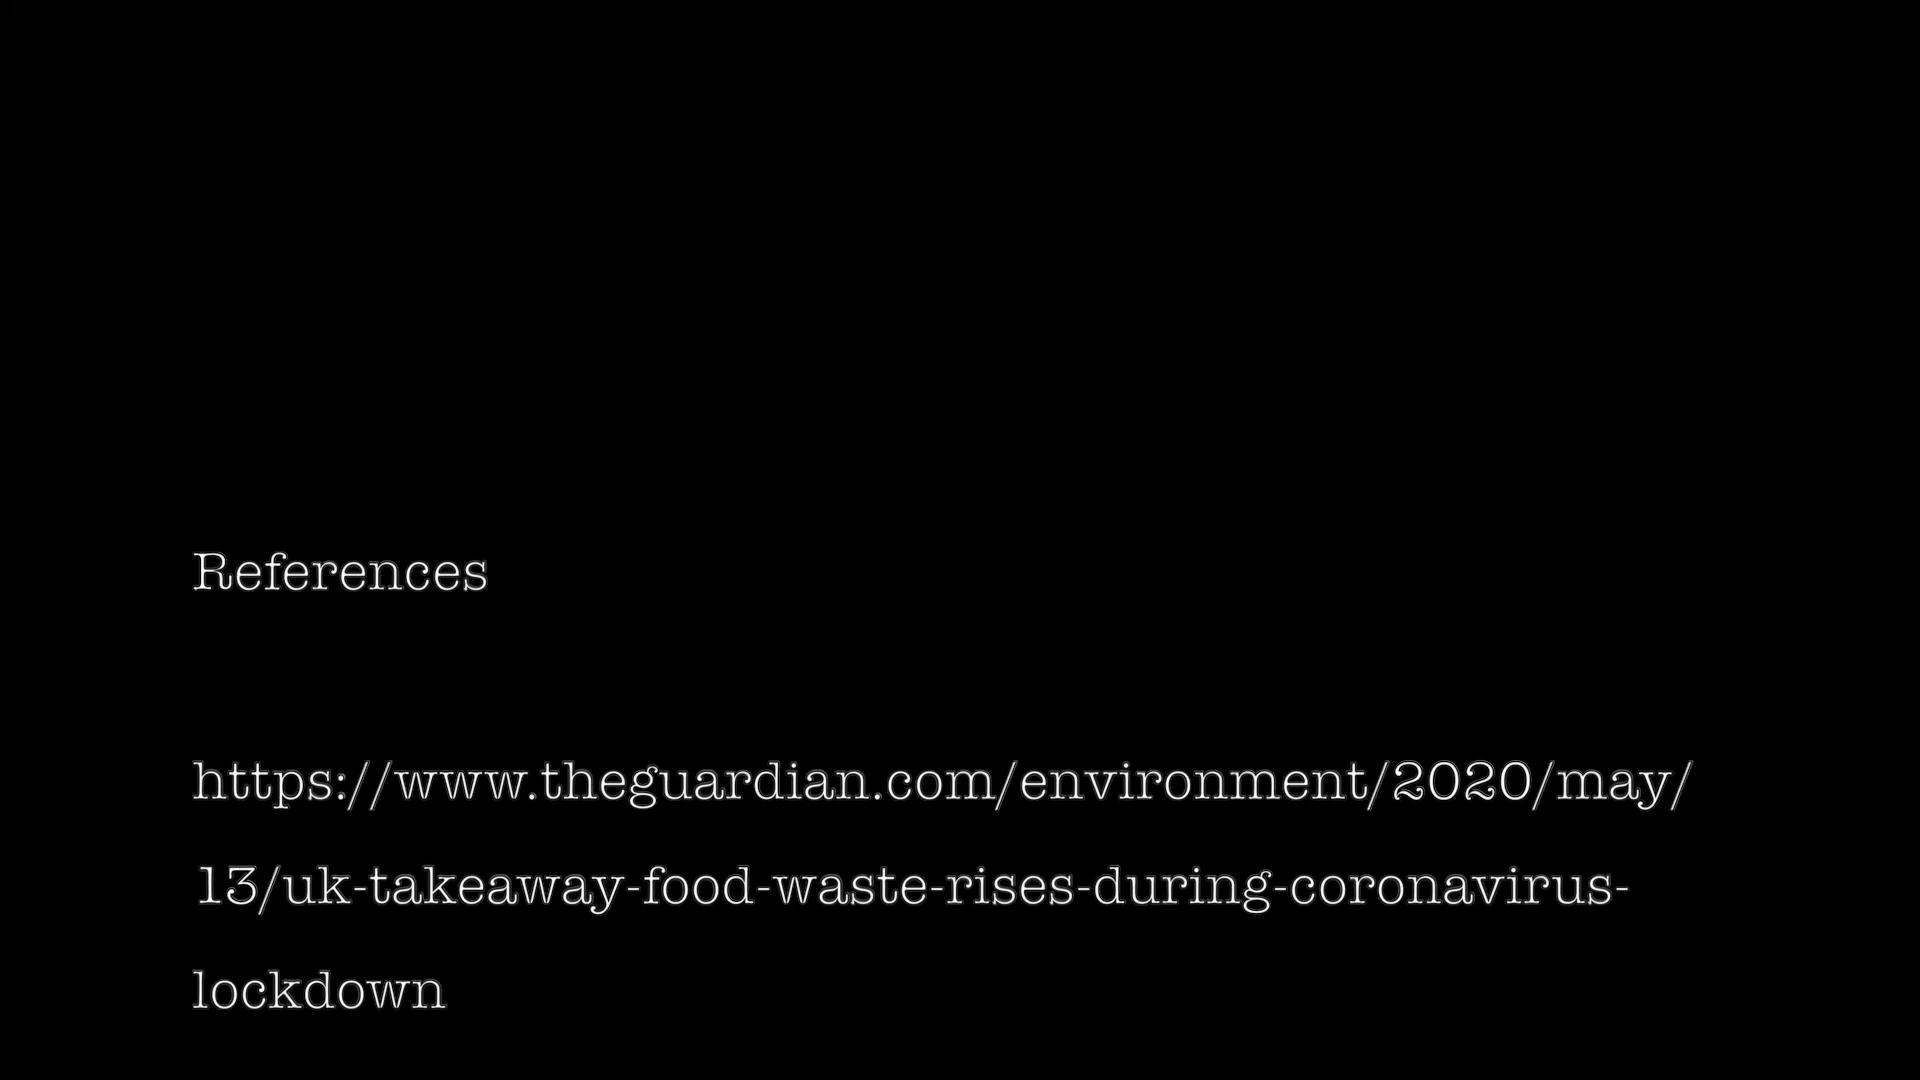 References
https://www.theguardian.com/environment/2020/may/
13/uk-takeaway-food-waste-rises-during-coronavirus-
lockdown